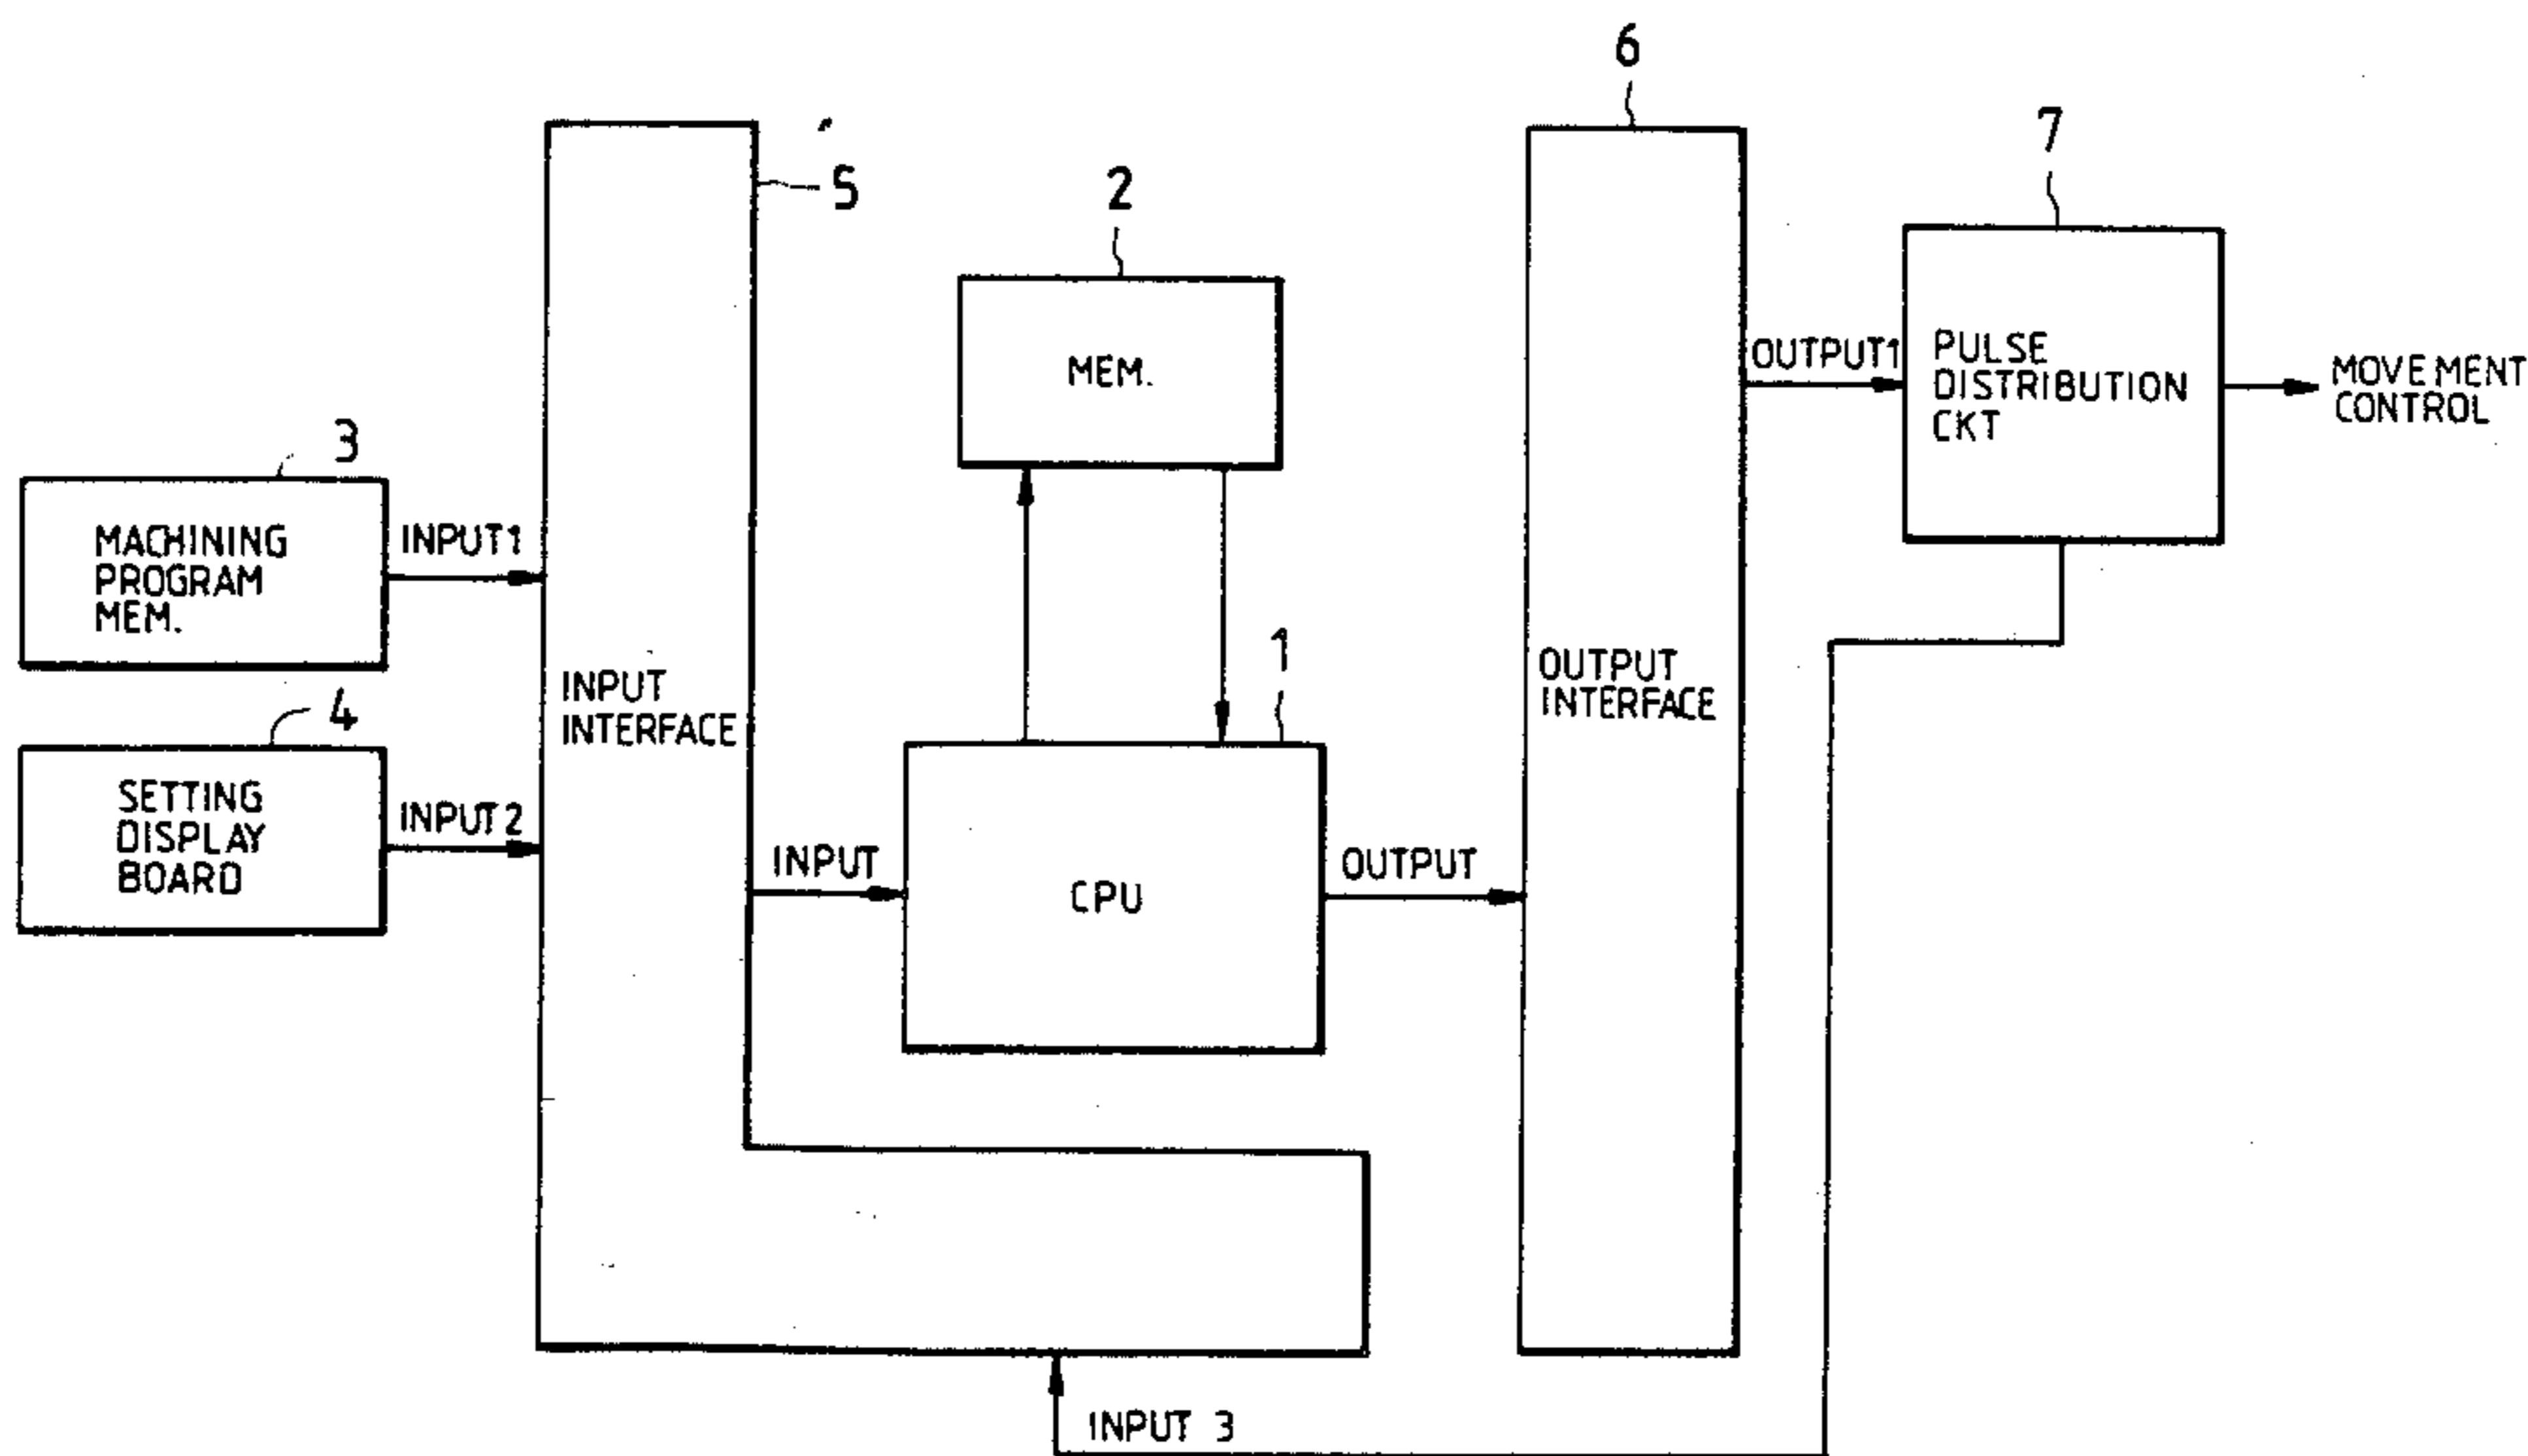 6
7
5
2
MEM.
OUTPUT1
PULSE
DISTRIBUTION
CKT
MOVEMENT
CONTROL
3
MACHINING
PROGRAM
MEM.
INPUT1
INPUT
INTERFACE
1
OUTPUT
INTERFACE
4
SETTING
DISPLAY
BOARD
INPUT2
INPUT
CPU
OUTPUT
INPUT 3